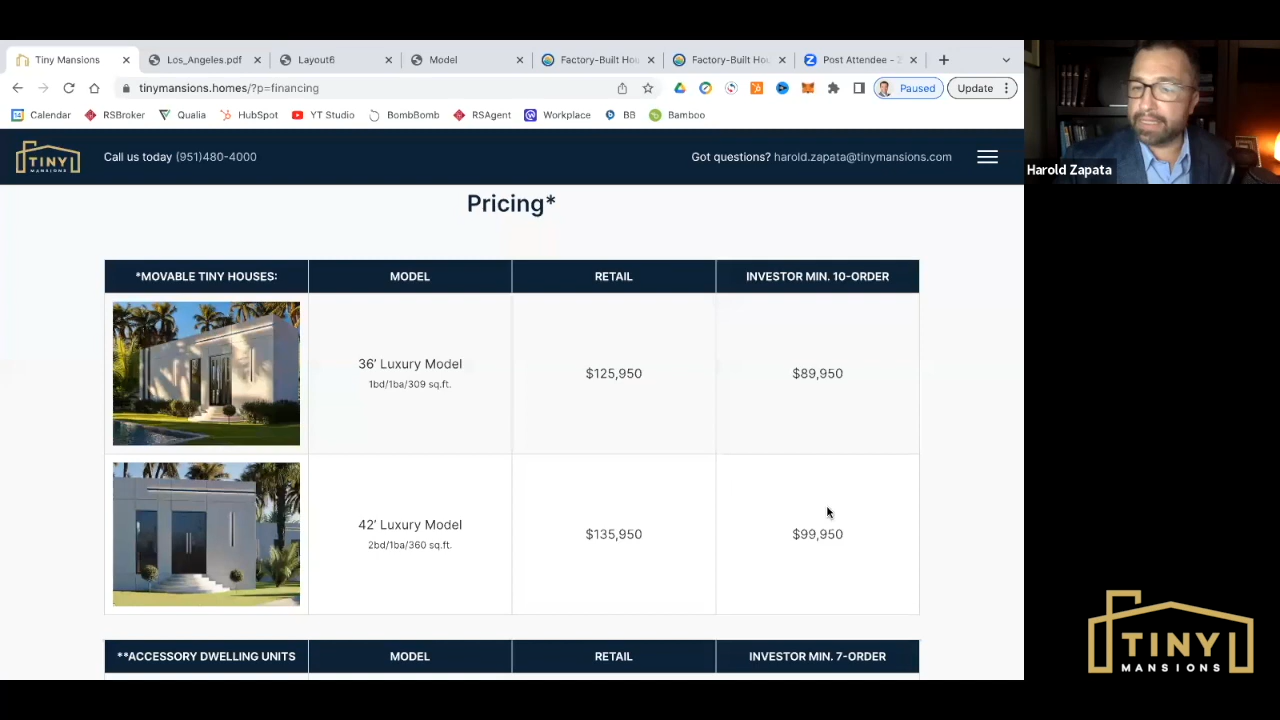 Tiny Mansions
Los_Angeles.pdf
Layout6
Model
Factory-Built Hou
Factory-Built Hou
Post Attendee - Z
tinymansions.homes/?p=financing
Paused
Update
Calendar
RSBroker
Qualia
HubSpot
YT Studio
BombBomb
RSAgent
Workplace
BB
Bamboo
TINY
MANSIONS
Call us today (951)480-4000
Got questions? harold.zapata@tinymansions.com
Harold Zapata
Pricing*
*MOVABLE TINY HOUSES:
MODEL
RETAIL
INVESTOR MIN. 10-ORDER
36’ Luxury Model
1bd/1ba/309 sq.ft.
$125,950
$89,950
42’ Luxury Model
2bd/1ba/360 sq.ft.
$135,950
$99,950
**ACCESSORY DWELLING UNITS
MODEL
RETAIL
INVESTOR MIN. 7-ORDER
TINY
MANSIONS